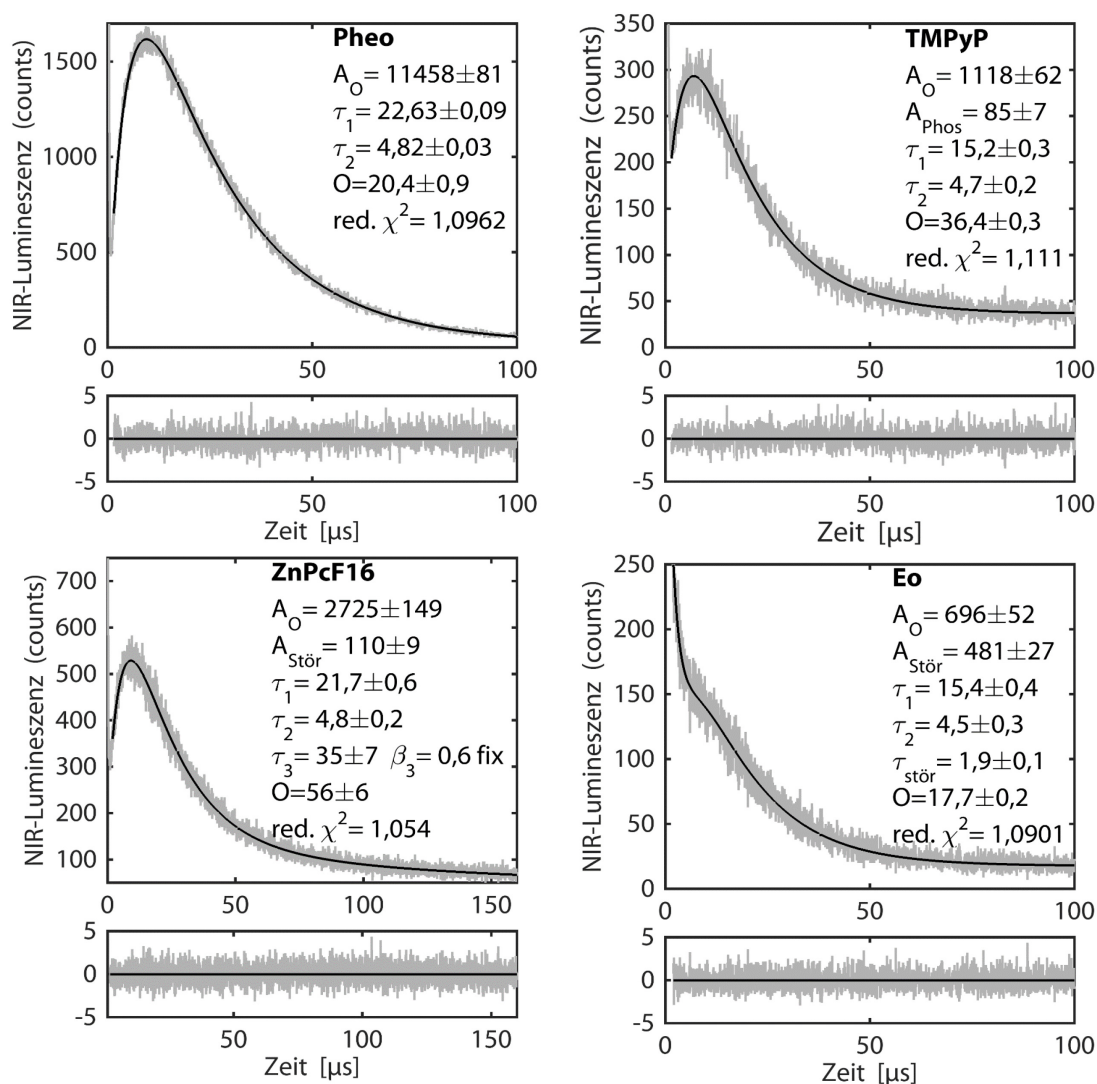 Pheo
A_O = 11458±81
τ_1 = 22,63±0,09
τ_2 = 4,82±0,03
O=20,4±0,9
red. χ^2 = 1,0962
NIR-Lumineszenz (counts)
1500
1000
500
0
0 50 100
5
0
-5
0 50 100
Zeit [µs]
TMPyP
A_O = 1118±62
A_Phos = 85±7
τ_1 = 15,2±0,3
τ_2 = 4,7±0,2
O=36,4±0,3
red. χ^2 = 1,111
NIR-Lumineszenz (counts)
350
300
250
200
150
100
50
0
0 50 100
5
0
-5
0 50 100
Zeit [µs]
ZnPcF16
A_O = 2725±149
A_Stör = 110±9
τ_1 = 21,7±0,6
τ_2 = 4,8±0,2
τ_3 = 35±7 β_3 = 0,6 fix
O=56±6
red. χ^2 = 1,054
NIR-Lumineszenz (counts)
700
600
500
400
300
200
100
0 50 100 150
5
0
-5
50 100 150
Zeit [µs]
Eo
A_O = 696±52
A_Stör = 481±27
τ_1 = 15,4±0,4
τ_2 = 4,5±0,3
τ_stör = 1,9±0,1
O=17,7±0,2
red. χ^2 = 1,0901
NIR-Lumineszenz (counts)
250
200
150
100
50
0
0 50 100
5
0
-5
0 50 100
Zeit [µs]